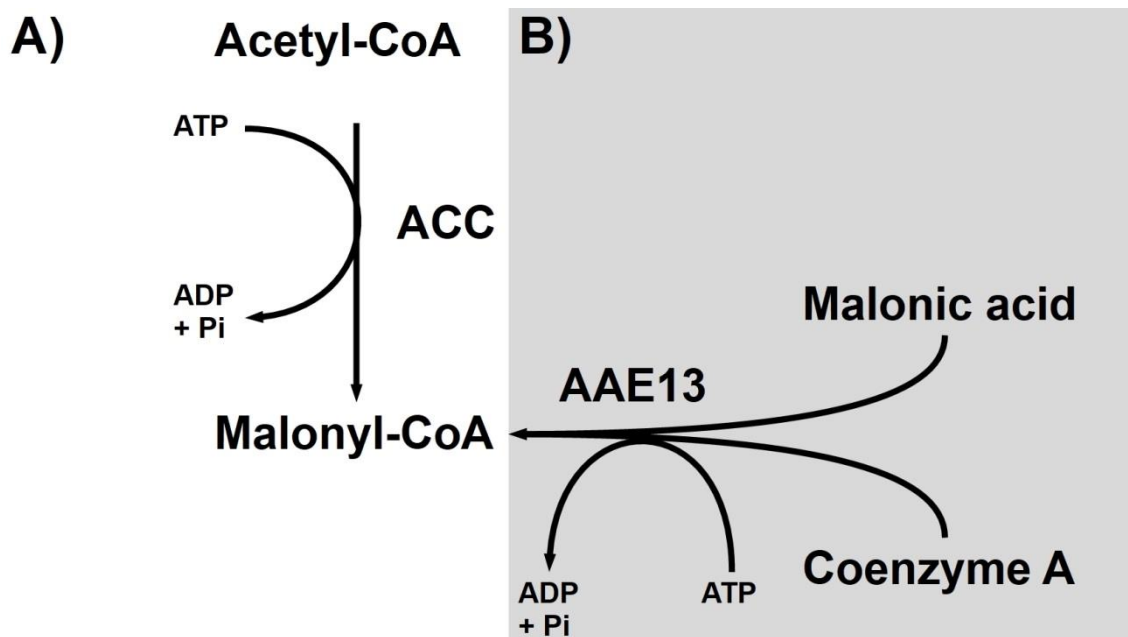 A)
Acetyl-CoA
ATP
ACC
ADP
+ Pi
Malonyl-CoA
B)
Malonic acid
AAE13
Coenzyme A
ADP
+ Pi
ATP